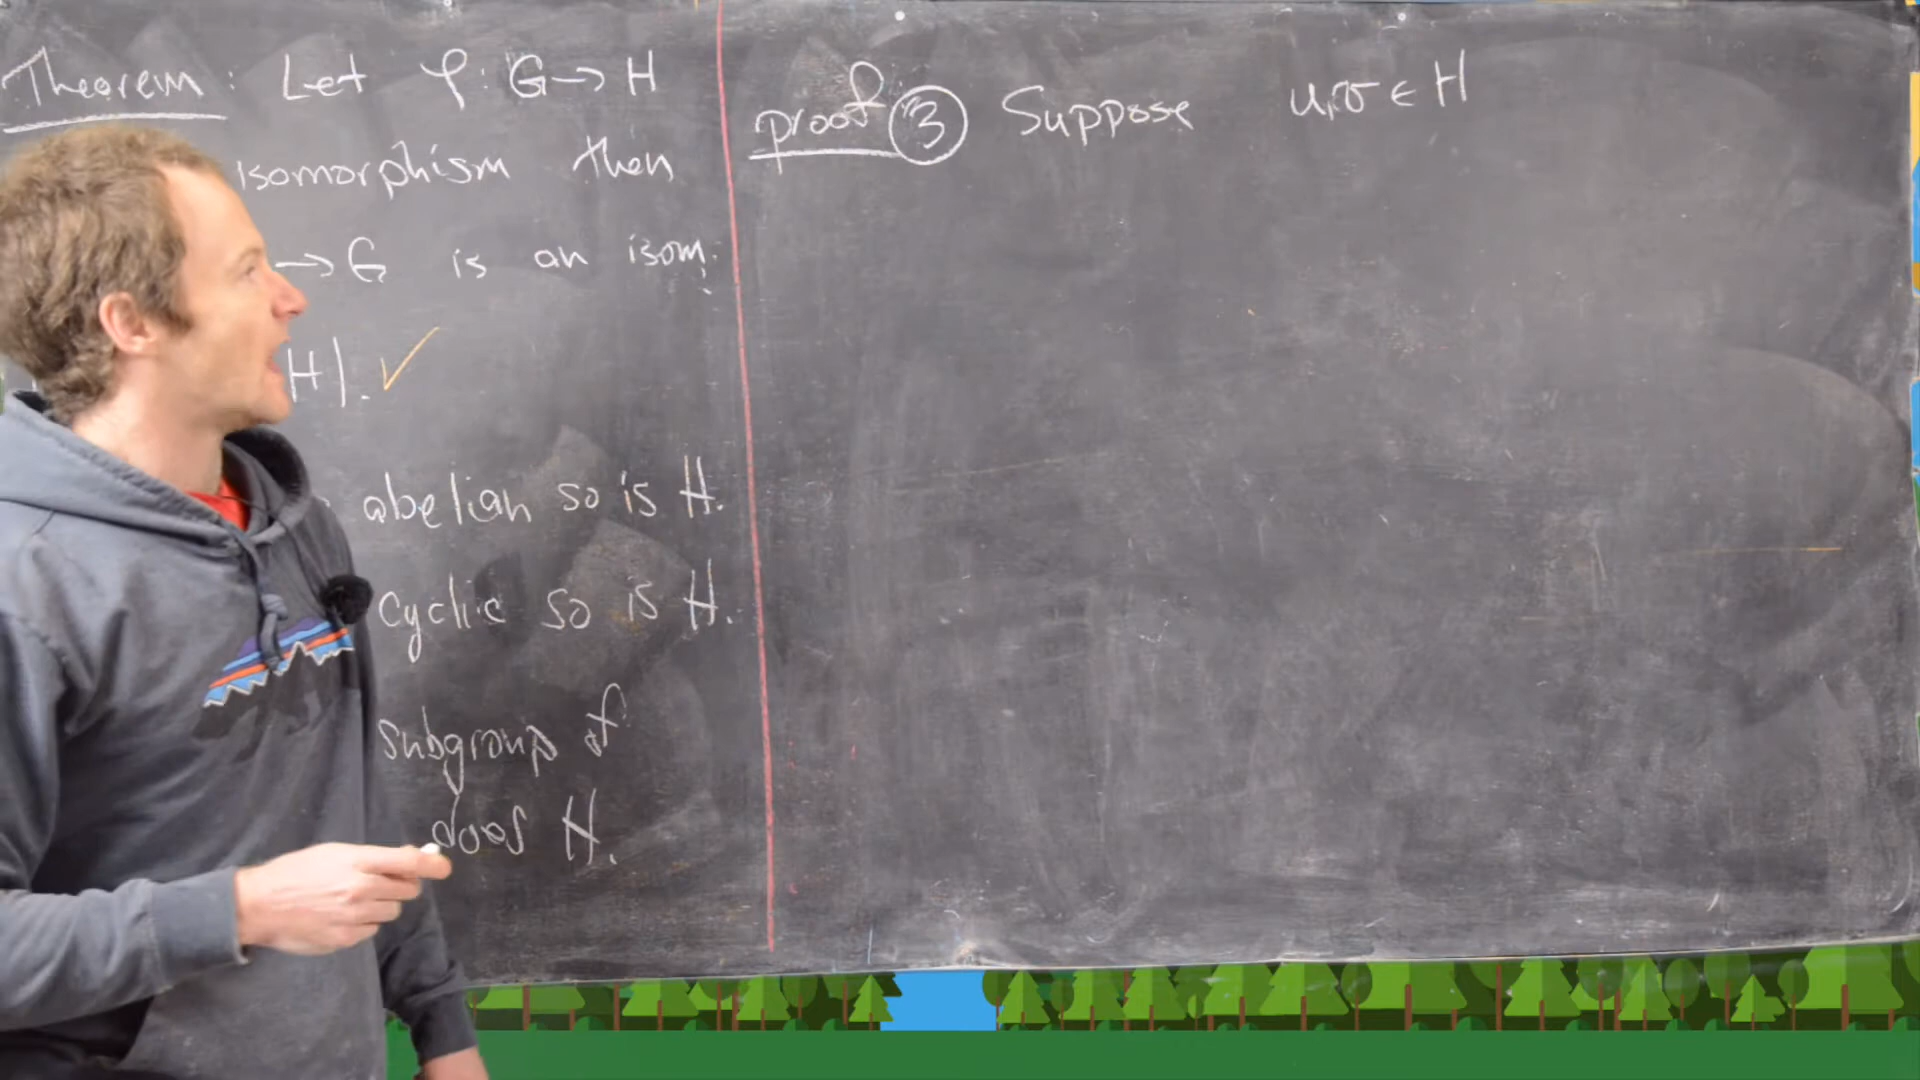 Theorem: Let φ: G → H
isomorphism then
→ G is an isom.
H|. ✓
abelian so is H.
cyclic so is H.
subgroup of
does H.
proof ③ Suppose u,v ∈ H